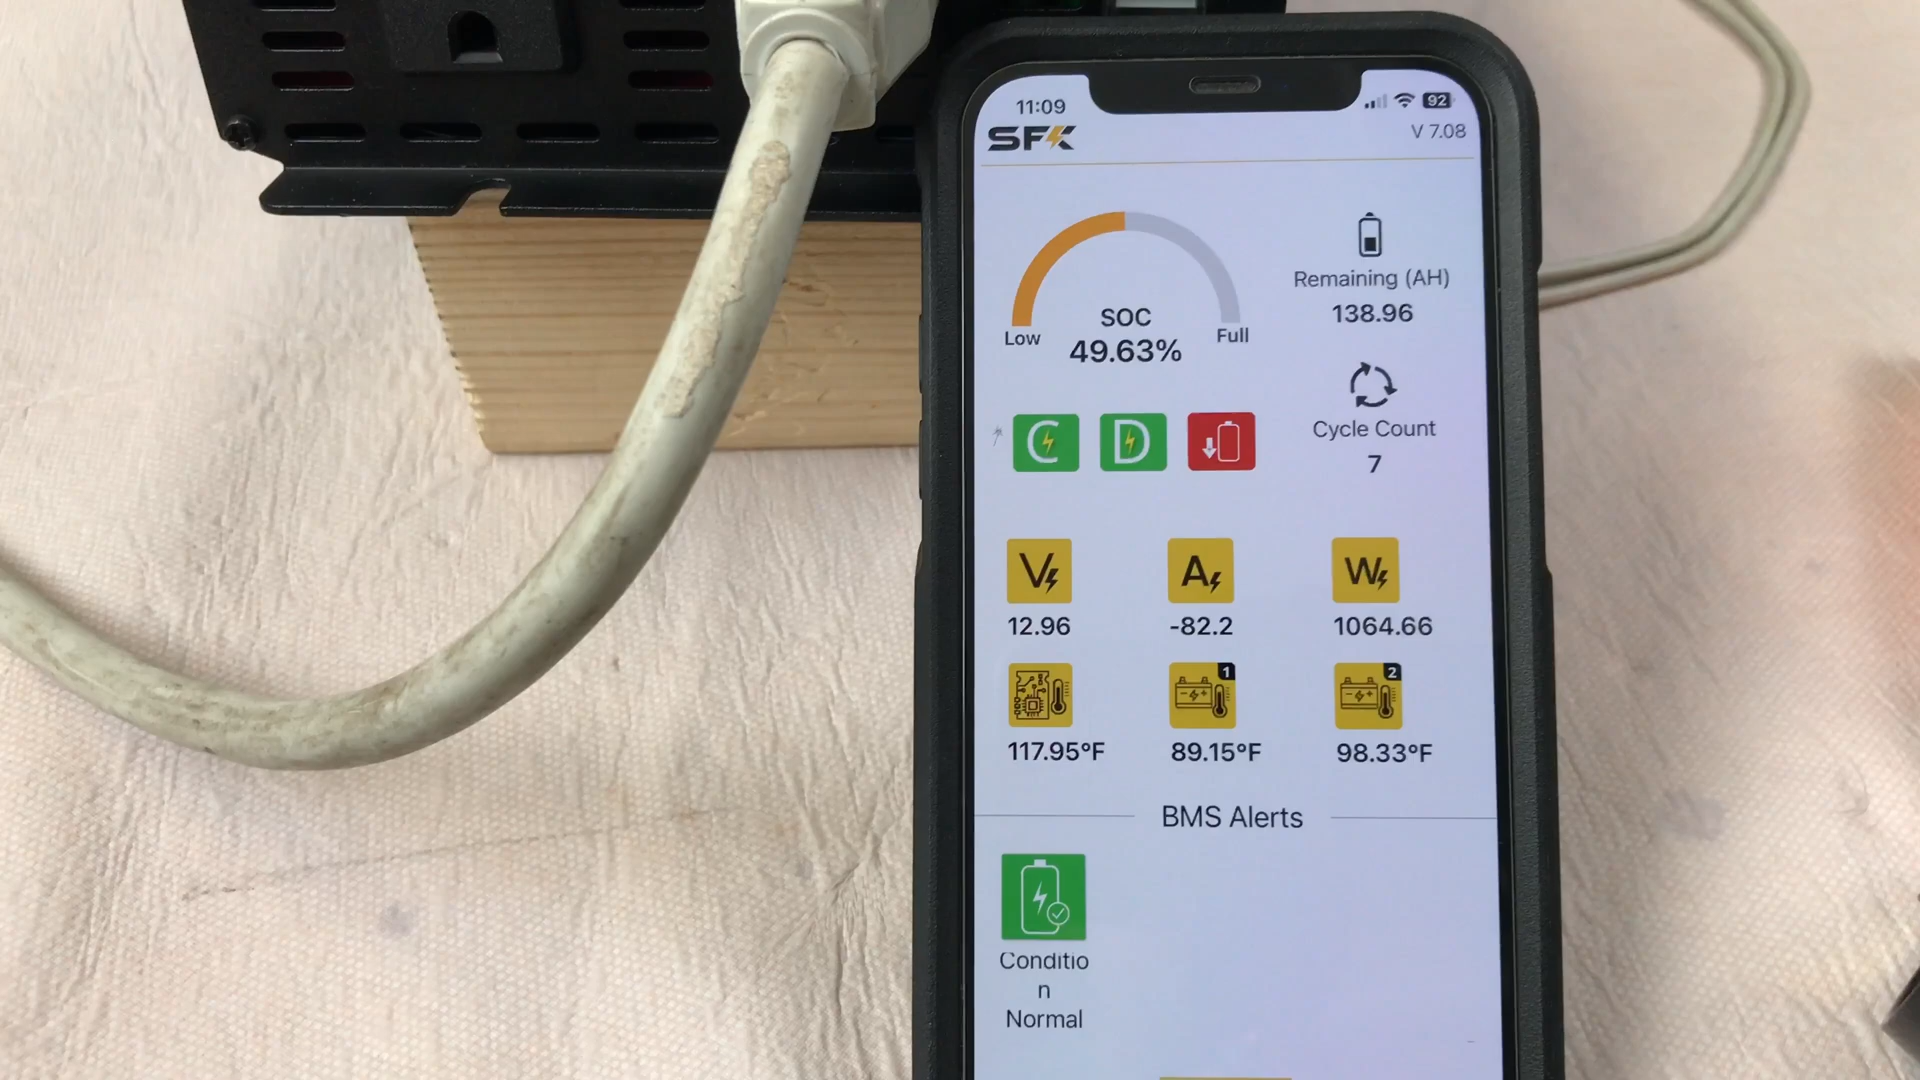 11:09
92
SFK
V 7.08
Remaining (AH)
138.96
SOC
Low
Full
49.63%
C
D
Cycle Count
7
V
A
W
12.96
-82.2
1064.66
1
2
117.95°F
89.15°F
98.33°F
BMS Alerts
Conditio
n
Normal